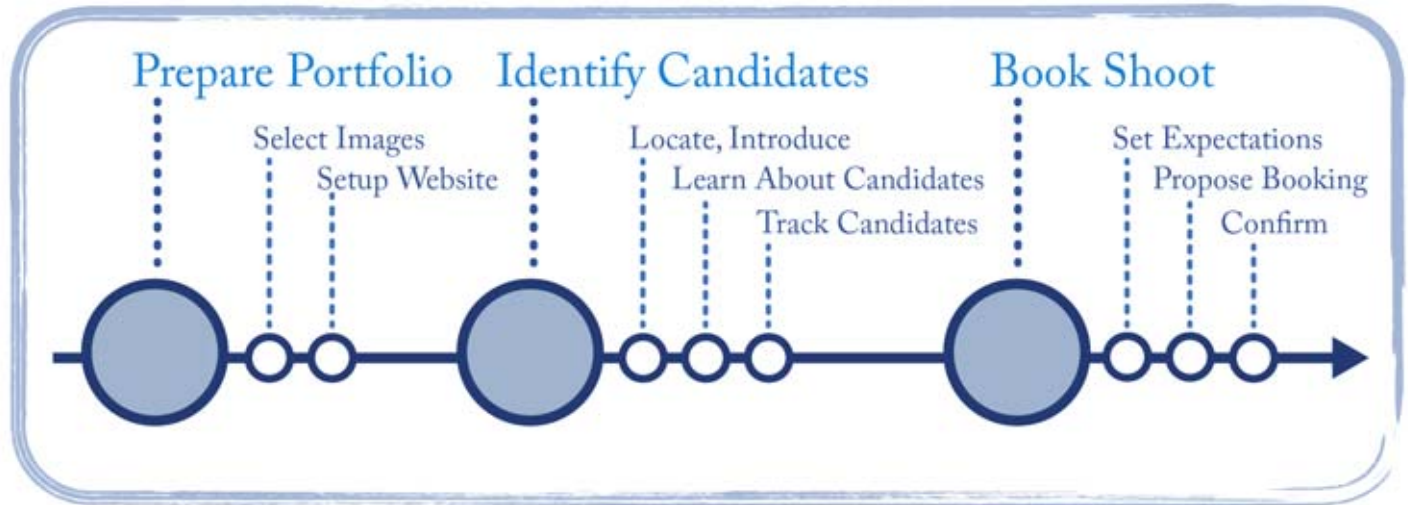 Prepare Portfolio
Select Images
Setup Website
Identify Candidates
Locate, Introduce
Learn About Candidates
Track Candidates
Book Shoot
Set Expectations
Propose Booking
Confirm